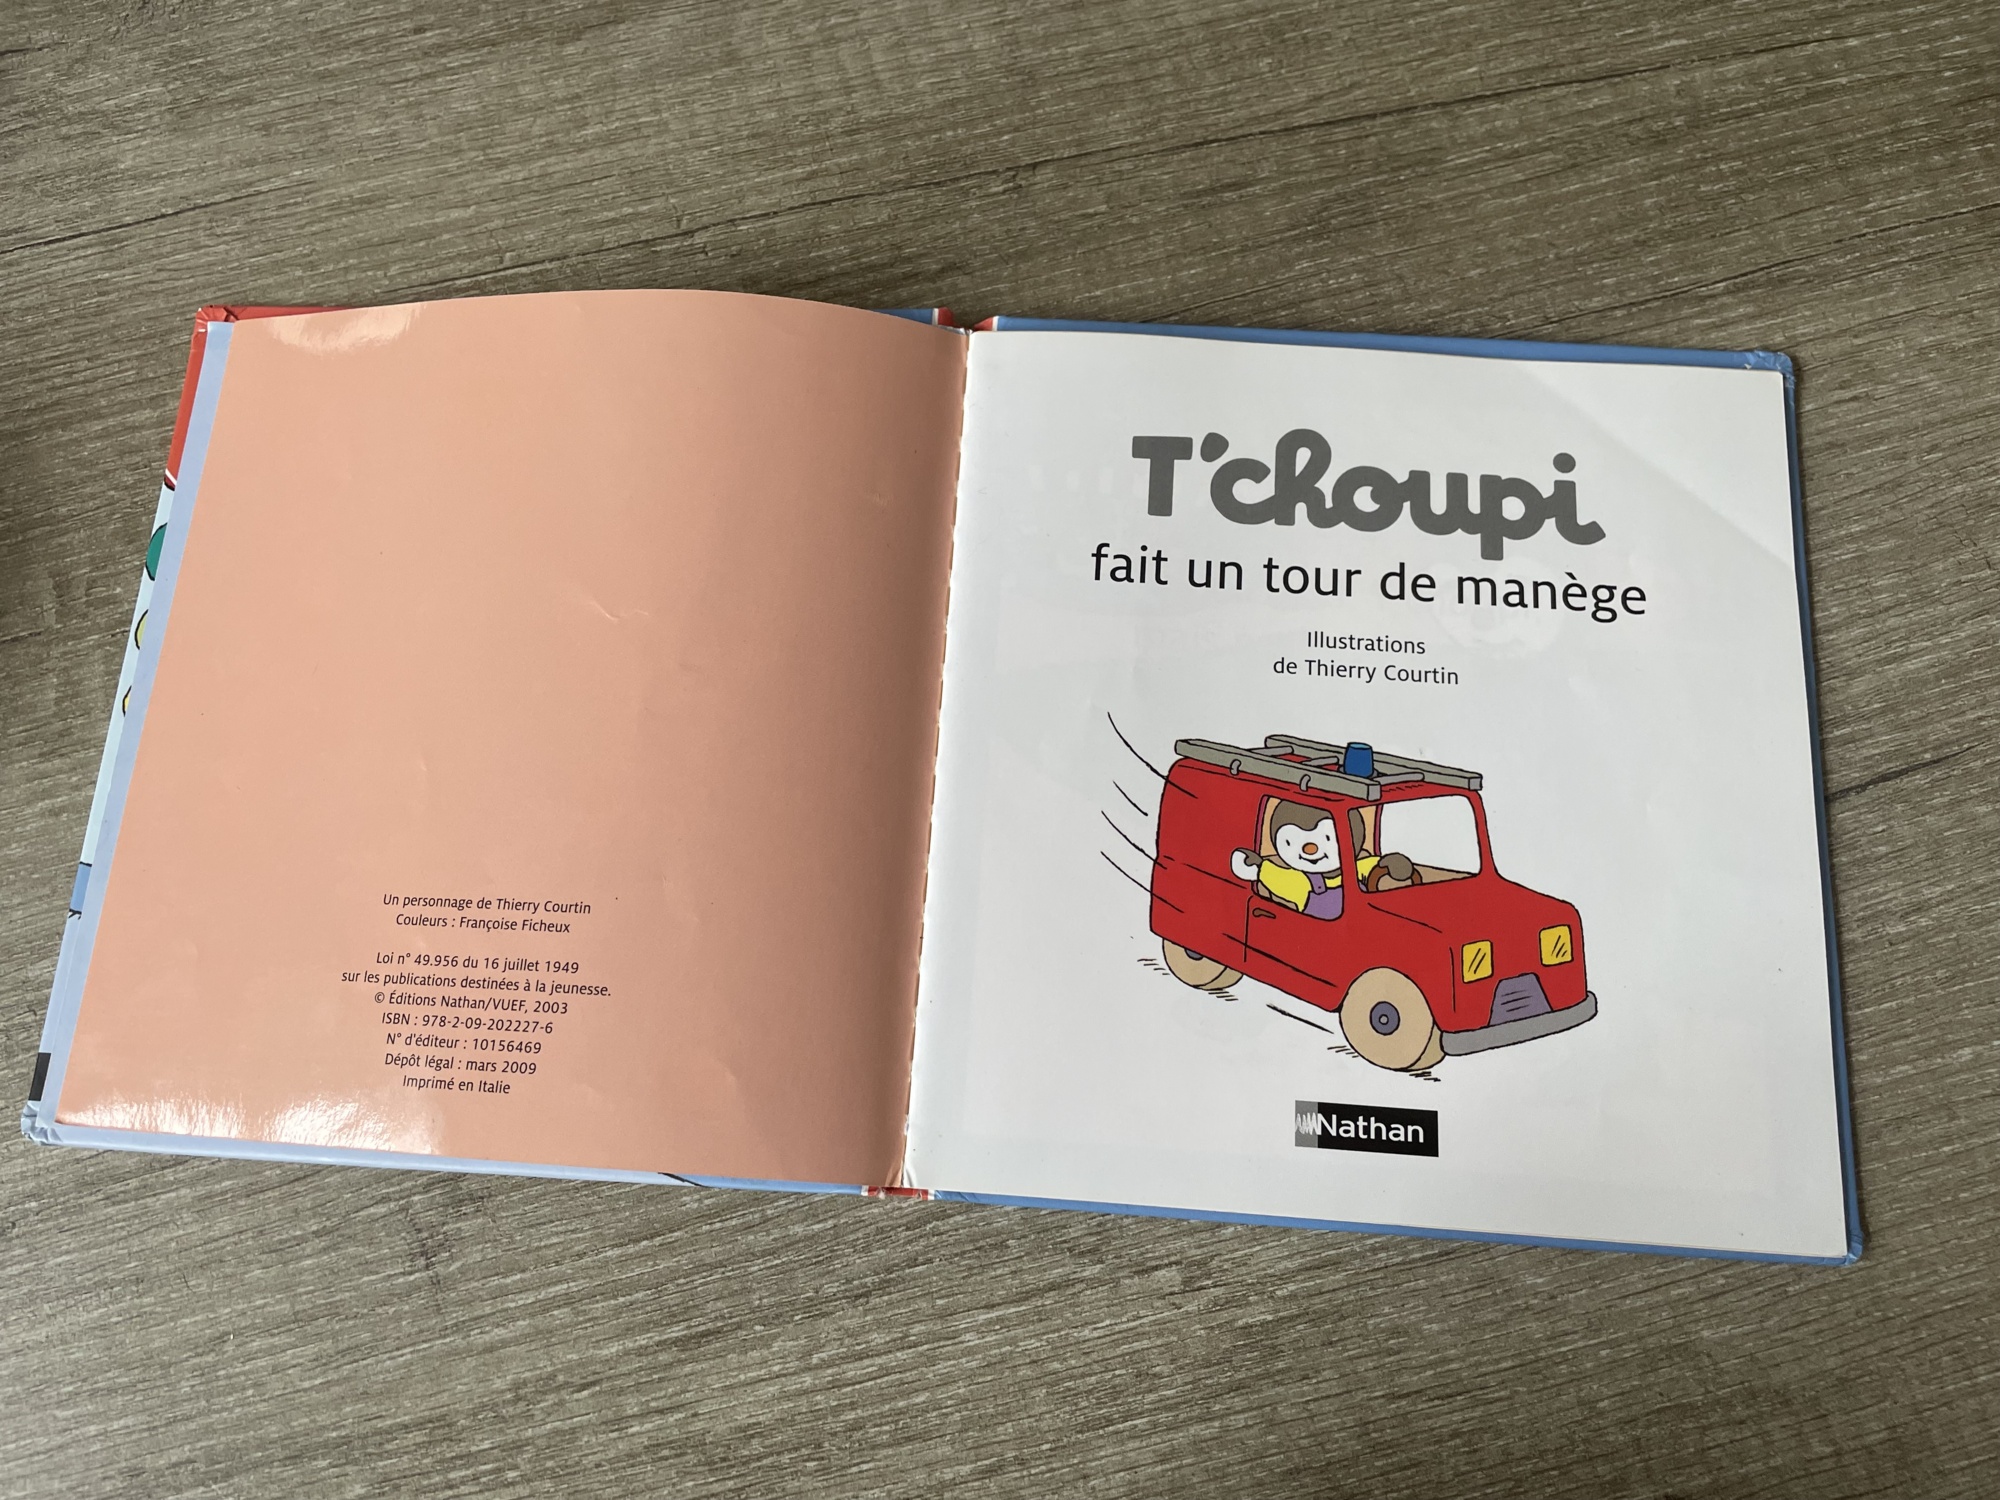 Un personnage de Thierry Courtin
Couleurs : Françoise Ficheux
Loi n° 49.956 du 16 juillet 1949
sur les publications destinées à la jeunesse.
© Éditions Nathan/VUEF, 2003
ISBN : 978-2-09-202227-6
N° d'éditeur : 10156469
Dépôt légal : mars 2009
Imprimé en Italie
T'choupi
fait un tour de manège
Illustrations
de Thierry Courtin
Nathan